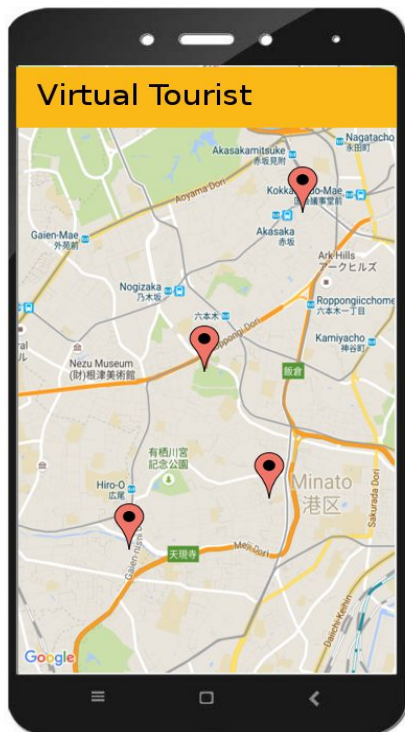 Virtual Tourist
Nagatacho
永田町
Akasakamitsuke
赤坂見附
Aoyama Dori
Gaien-Mae
外苑前
Akasaka
赤坂
Ark Hills
アークヒルズ
Nogizaka
乃木坂
Roppongiicchome
六本木一丁目
六本木
Kamiyacho
神谷町
Nezu Museum
(財)根津美術館
飯倉
有栖川宮
記念公園
Hiro-O
広尾
Minato
港区
Sakurada Dori
天現寺
Meiji Dori
Daiichi Keihin
Google